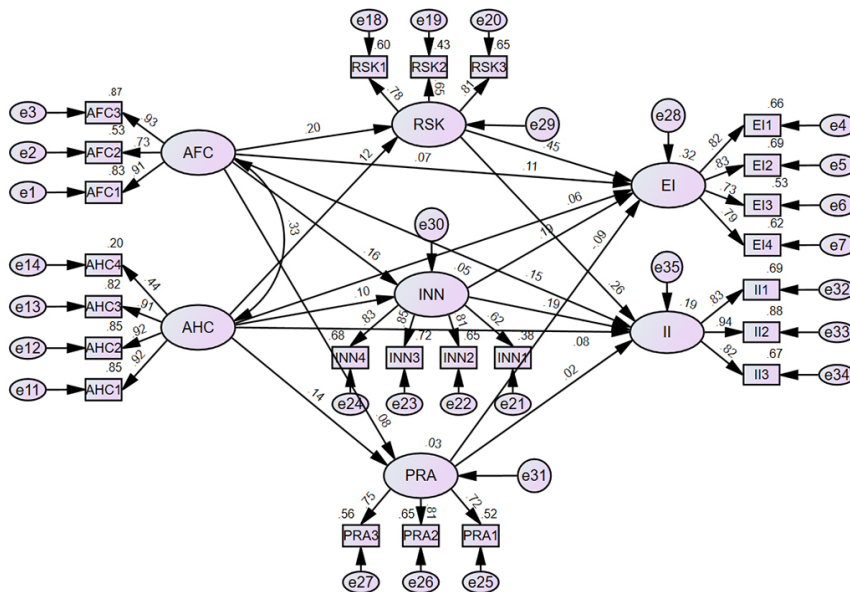 e18 e19 e20
.60 .43 .65
RSK1 RSK2 RSK3
.78 .65 .81
RSK
e29
.87
e3 AFC3 .93
.53
e2 AFC2 .73
.83
e1 AFC1 .91
AFC
.20
.12
.07
.11
.45
e28
.32
EI
.66
.82 EI1 e4
.69
.83 EI2 e5
.53
.73 EI3 e6
.62
.79 EI4 e7
.33
.06
.16
e30
.19
-.09
.05
.15
.26
.20
e14 AHC4 .44
.82
e13 AHC3 .91
.85
e12 AHC2 .92
.85
e11 AHC1 .92
AHC
.10
INN
.19
e35
.19
II
.69
.83 II1 e32
.88
.94 II2 e33
.67
.82 II3 e34
.08
.83 .85 .81 .62
.68 .72 .65 .38
INN4 INN3 INN2 INN1
e24 e23 e22 e21
.14
.08
.02
.03
PRA
e31
.75 .81 .72
.56 .65 .52
PRA3 PRA2 PRA1
e27 e26 e25